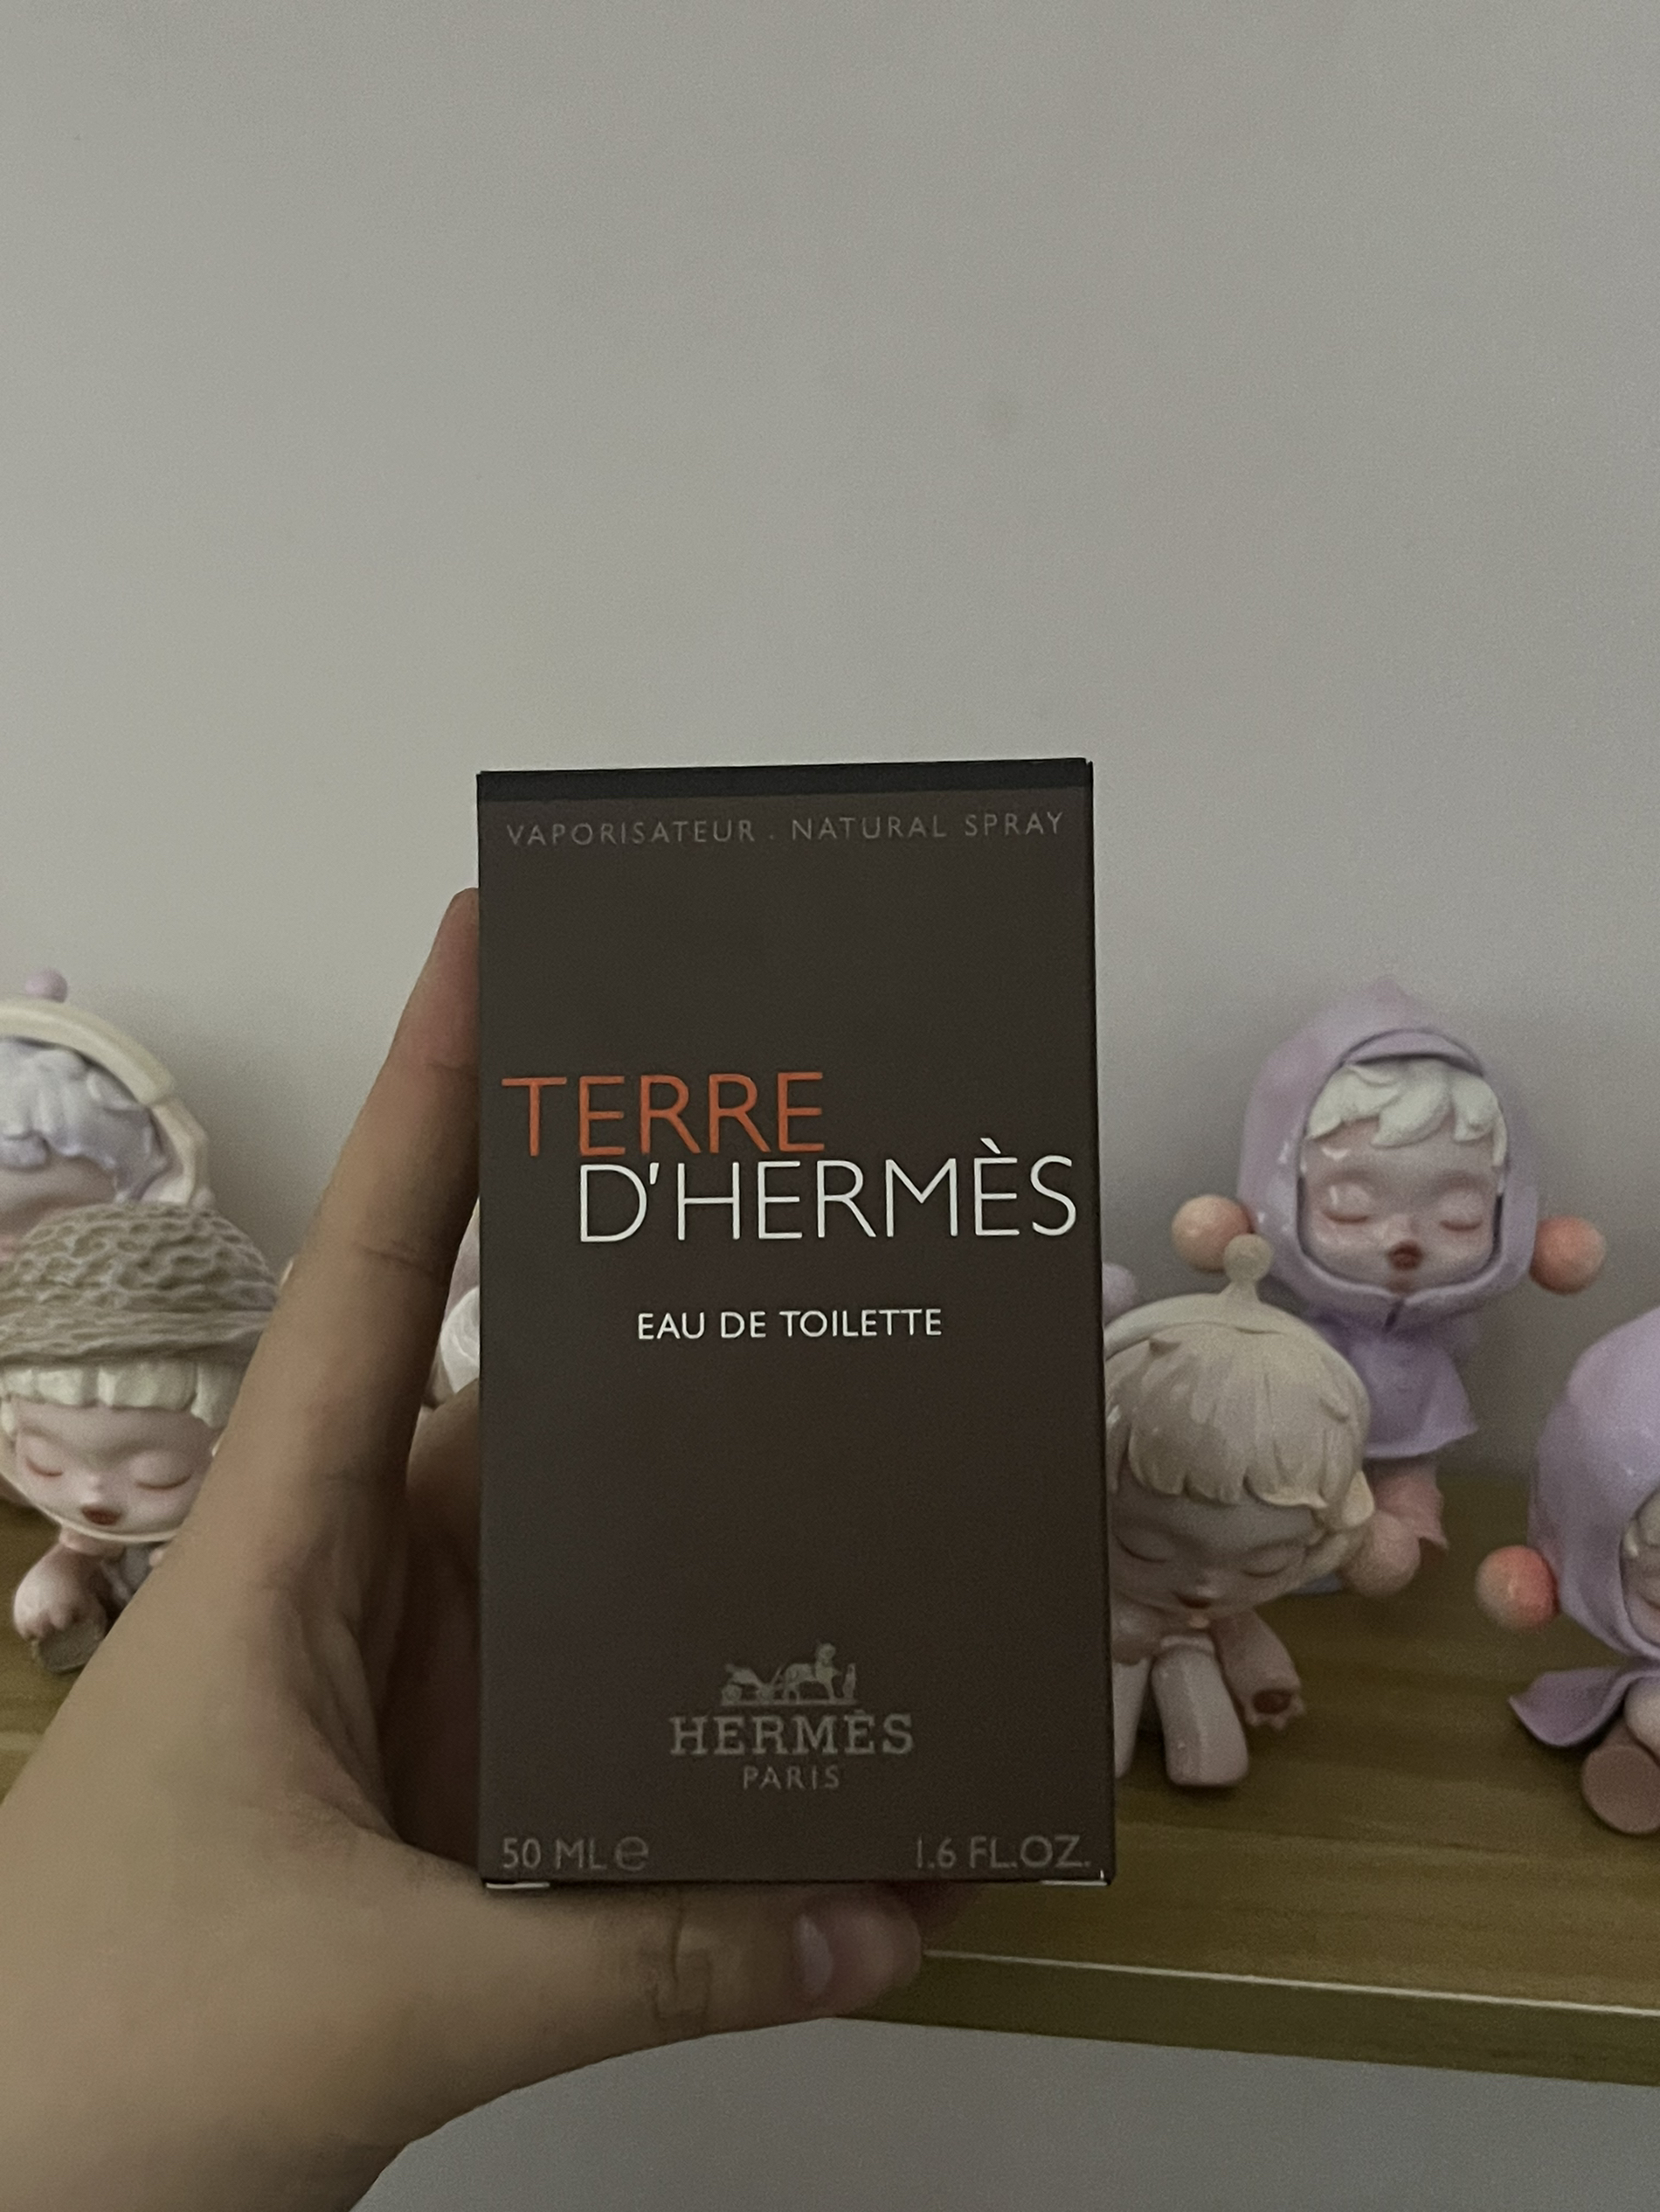 VAPORISATEUR . NATURAL SPRAY
TERRE
D'HERMÈS
EAU DE TOILETTE
HERMÈS
PARIS
50 ML ℮ 1.6 FL.OZ.